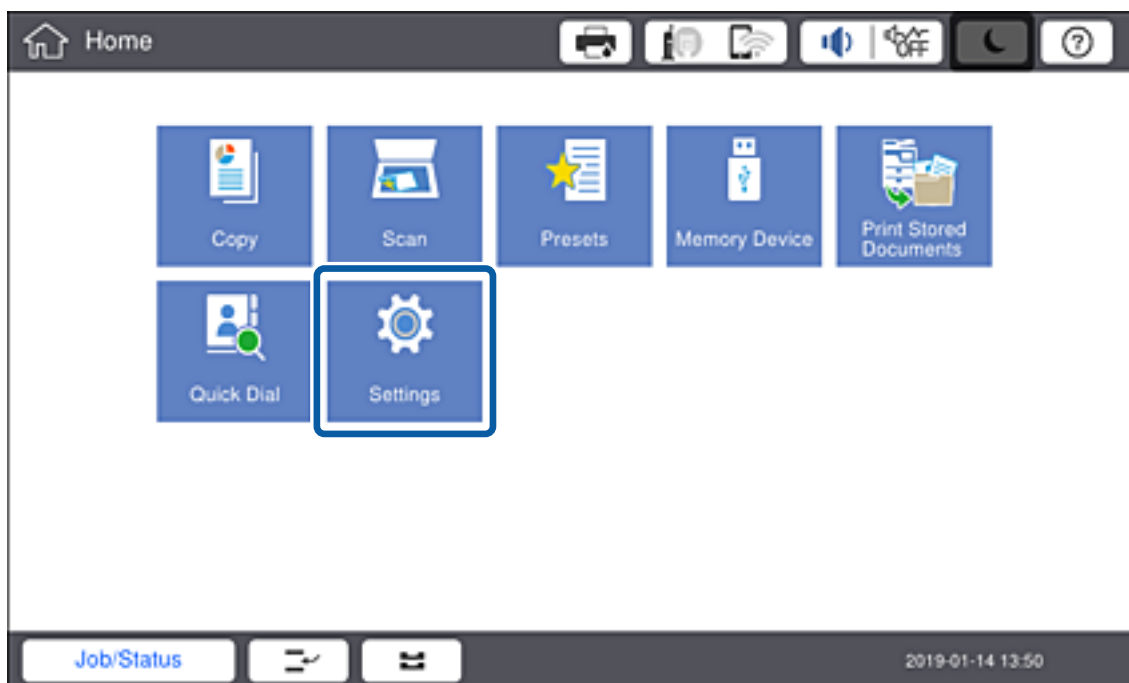 Home
OFF
?
Copy
Scan
Presets
Memory Device
Print Stored
Documents
Quick Dial
Settings
Job/Status
2019-01-14 13:50